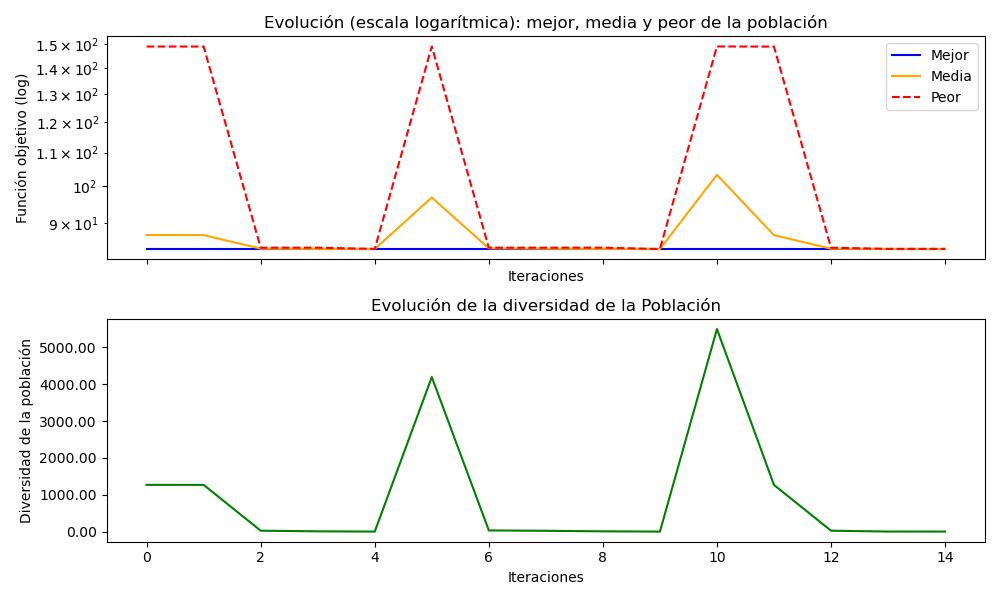 Evolución (escala logarítmica): mejor, media y peor de la población
Función objetivo (log)
1.5 × 10²
1.4 × 10²
1.3 × 10²
1.2 × 10²
1.1 × 10²
10²
9 × 10¹
Mejor
Media
Peor
Iteraciones
Evolución de la diversidad de la Población
Diversidad de la población
5000.00
4000.00
3000.00
2000.00
1000.00
0.00
0 2 4 6 8 10 12 14
Iteraciones